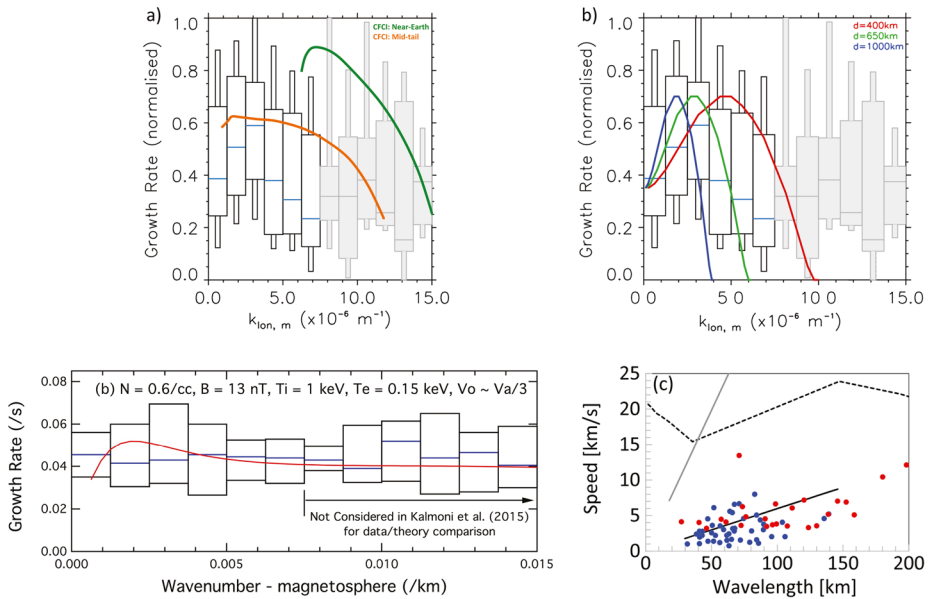 a)
CFCI: Near-Earth
CFCI: Mid-tail
1.0
0.8
0.6
0.4
0.2
0.0
Growth Rate (normalised)
0.0 5.0 10.0 15.0
k_lon, m (x10^-6 m^-1)
b)
d=400km
d=650km
d=1000km
1.0
0.8
0.6
0.4
0.2
0.0
Growth Rate (normalised)
0.0 5 0 10 0 15.0
k_lon, m (x10^-6 m^-1)
(b) N = 0.6/cc, B = 13 nT, Ti = 1 keV, Te = 0.15 keV, Vo ~ Va/3
0.08
0.06
0.04
0.02
0.00
Growth Rate (/s)
Not Considered in Kalmoni et al. (2015)
for data/theory comparison
0.000 0.005 0.010 0.015
Wavenumber - magnetosphere (/km)
(c)
25
20
15
10
5
0
Speed [km/s]
0 50 100 150 200
Wavelength [km]